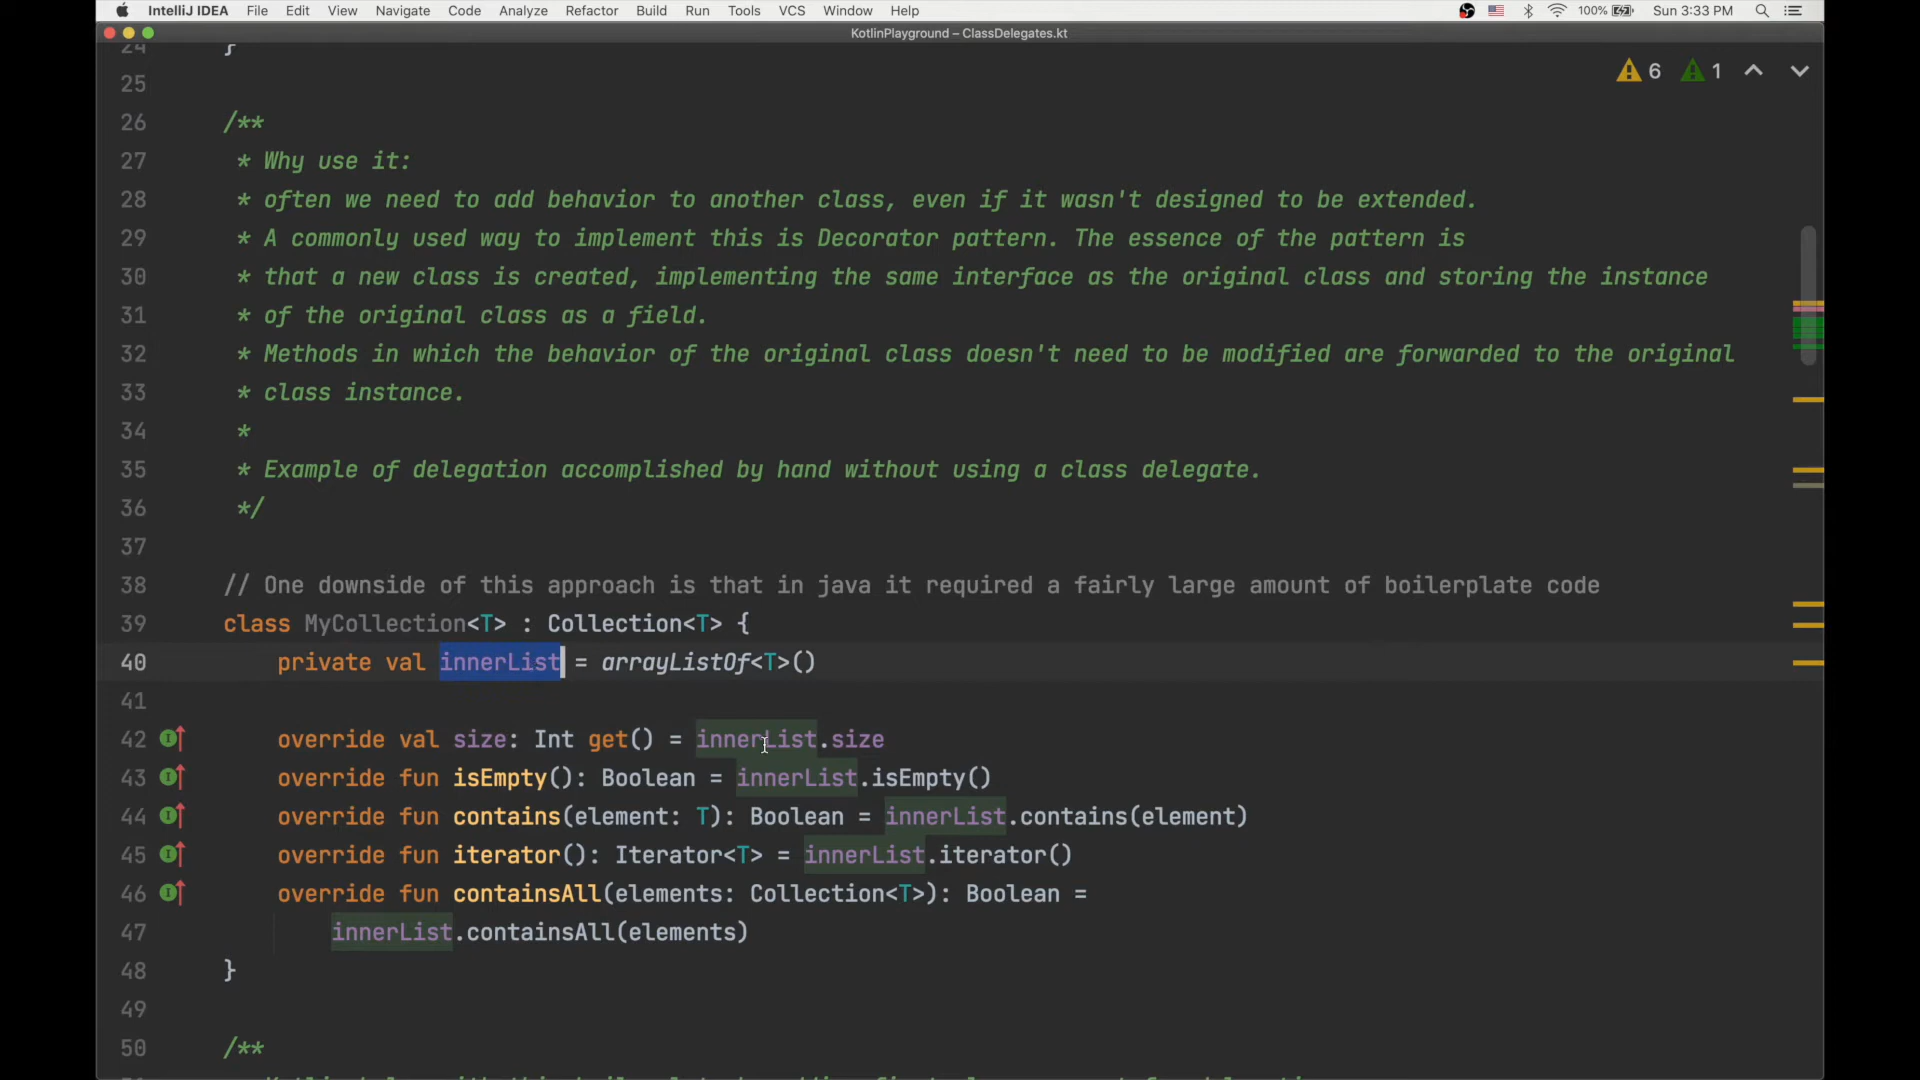 IntelliJ IDEA File Edit View Navigate Code Analyze Refactor Build Run Tools VCS Window Help 100% Sun 3:33 PM
KotlinPlayground – ClassDelegates.kt
24 }
6 1
25
26 /**
27 * Why use it:
28 * often we need to add behavior to another class, even if it wasn't designed to be extended.
29 * A commonly used way to implement this is Decorator pattern. The essence of the pattern is
30 * that a new class is created, implementing the same interface as the original class and storing the instance
31 * of the original class as a field.
32 * Methods in which the behavior of the original class doesn't need to be modified are forwarded to the original
33 * class instance.
34 *
35 * Example of delegation accomplished by hand without using a class delegate.
36 */
37
38 // One downside of this approach is that in java it required a fairly large amount of boilerplate code
39 class MyCollection<T> : Collection<T> {
40 private val innerList = arrayListOf<T>()
41
42 override val size: Int get() = innerList.size
43 override fun isEmpty(): Boolean = innerList.isEmpty()
44 override fun contains(element: T): Boolean = innerList.contains(element)
45 override fun iterator(): Iterator<T> = innerList.iterator()
46 override fun containsAll(elements: Collection<T>): Boolean =
47 innerList.containsAll(elements)
48 }
49
50 /**